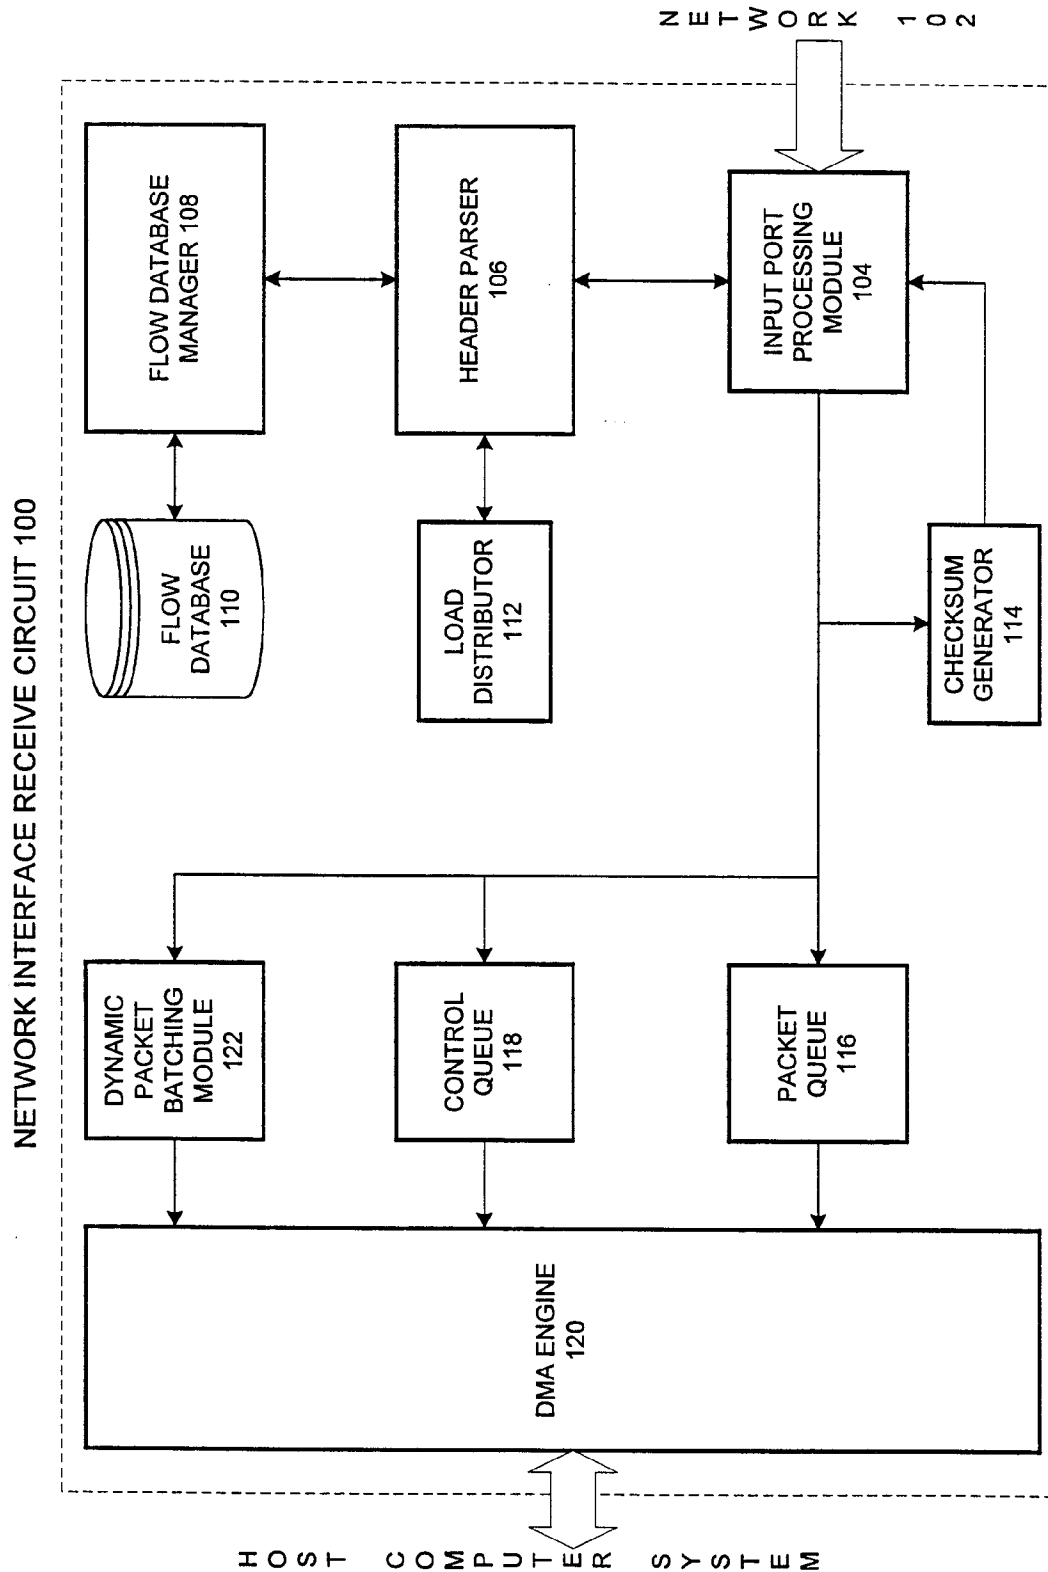 NETWORK INTERFACE RECEIVE CIRCUIT 100
HOST COMPUTER SYSTEM
DMA ENGINE
120
DYNAMIC
PACKET
BATCHING
MODULE
122
CONTROL
QUEUE
118
PACKET
QUEUE
116
FLOW
DATABASE
110
LOAD
DISTRIBUTOR
112
CHECKSUM
GENERATOR
114
FLOW DATABASE
MANAGER 108
HEADER PARSER
106
INPUT PORT
PROCESSING
MODULE
104
NETWORK 102